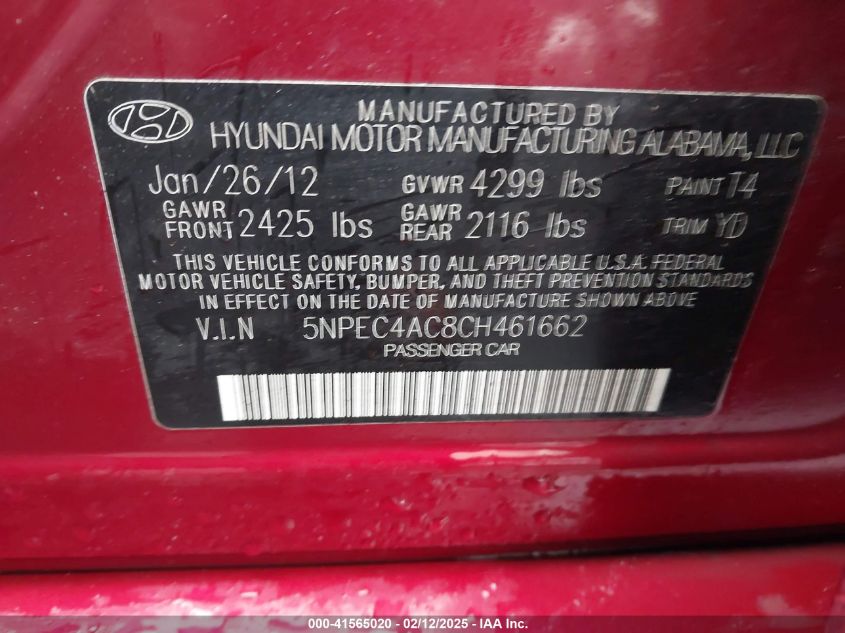 MANUFACTURED BY
HYUNDAI MOTOR MANUFACTURING ALABAMA, LLC
Jan/26/12 GVWR 4299 lbs PAINT T4
GAWR FRONT 2425 lbs GAWR REAR 2116 lbs TRIM YD
THIS VEHICLE CONFORMS TO ALL APPLICABLE U.S.A. FEDERAL
MOTOR VEHICLE SAFETY, BUMPER, AND THEFT PREVENTION STANDARDS
IN EFFECT ON THE DATE OF MANUFACTURE SHOWN ABOVE.
V.I.N 5NPEC4AC8CH461662
PASSENGER CAR
000-41565020 - 02/12/2025 - IAA Inc.